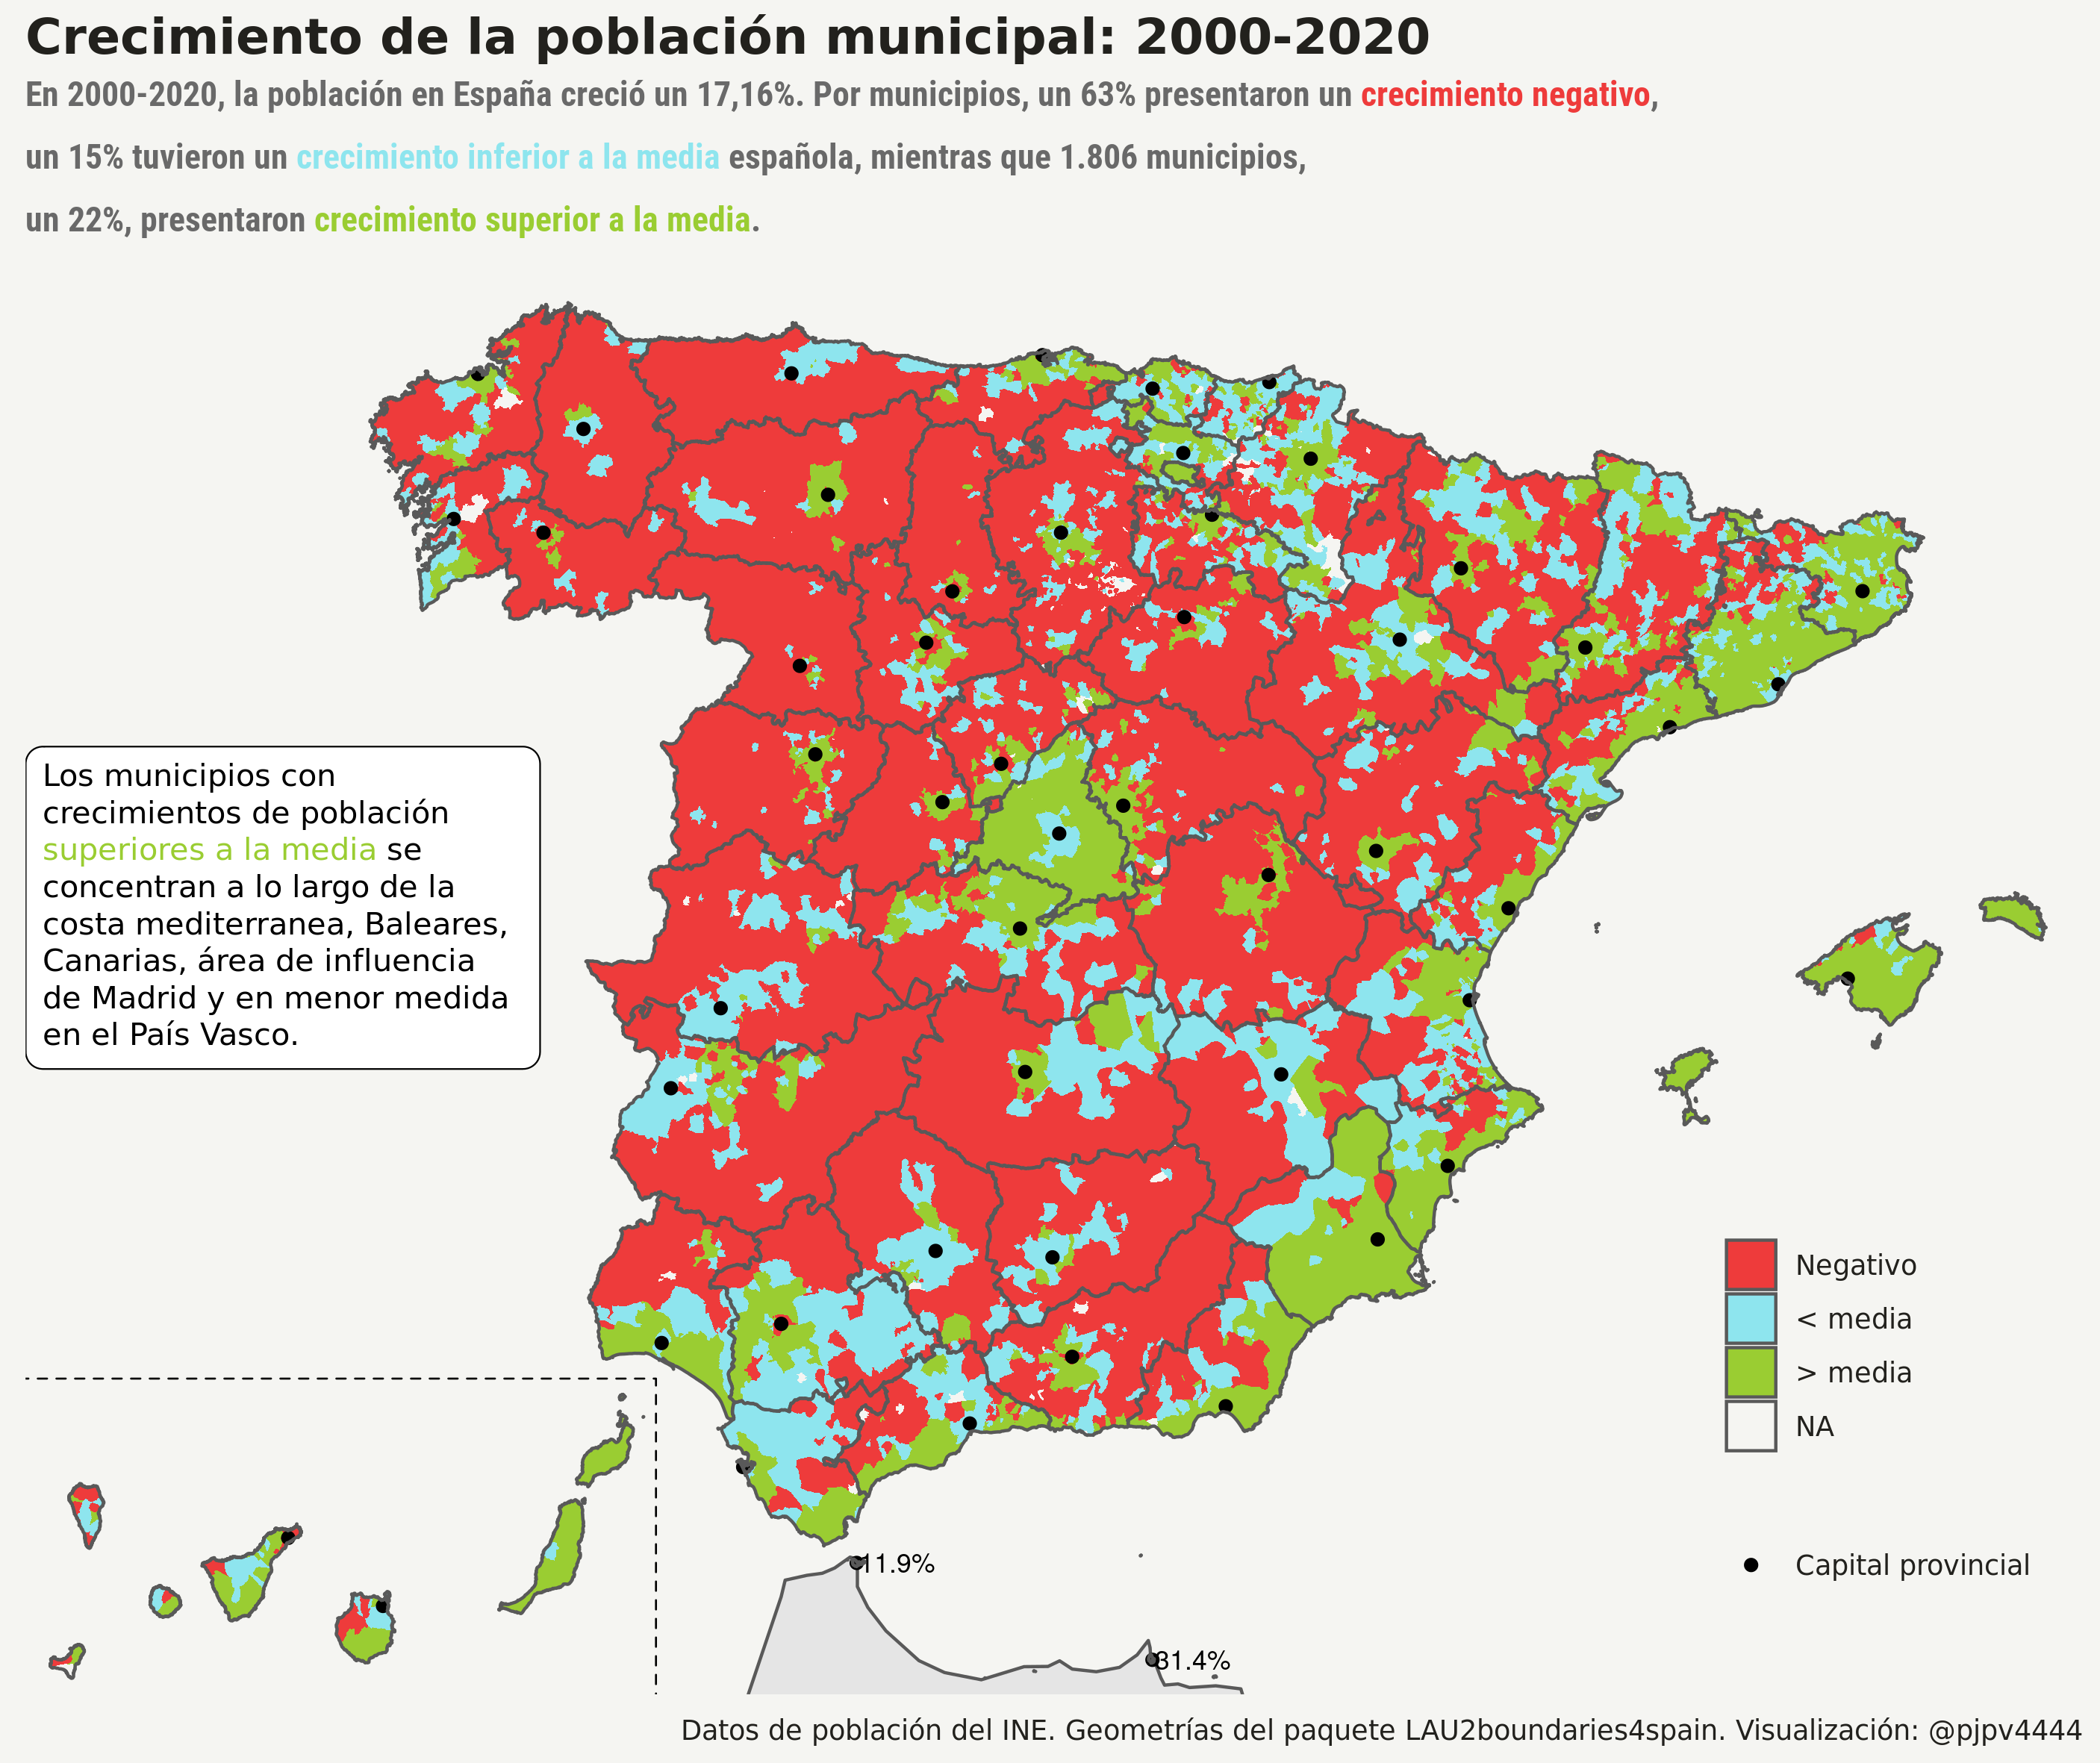 Crecimiento de la población municipal: 2000-2020
En 2000-2020, la población en España creció un 17,16%. Por municipios, un 63% presentaron un crecimiento negativo,
un 15% tuvieron un crecimiento inferior a la media española, mientras que 1.806 municipios,
un 22%, presentaron crecimiento superior a la media.
Los municipios con
crecimientos de población
superiores a la media se
concentran a lo largo de la
costa mediterranea, Baleares,
Canarias, área de influencia
de Madrid y en menor medida
en el País Vasco.
Negativo
< media
> media
NA
Capital provincial
11.9%
31.4%
Datos de población del INE. Geometrías del paquete LAU2boundaries4spain. Visualización: @pjpv4444